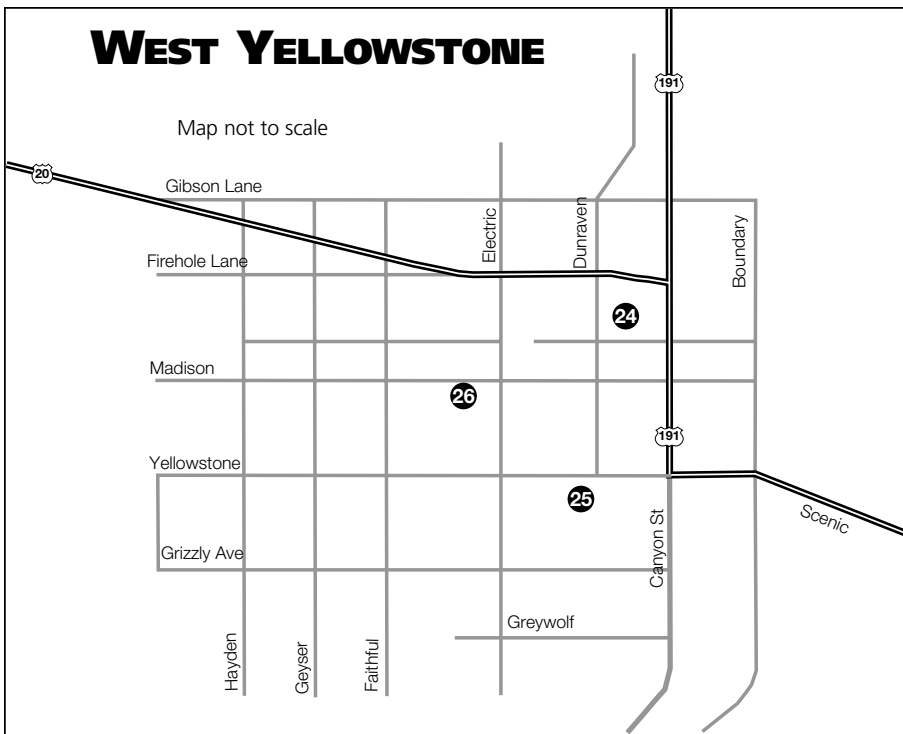 WEST YELLOWSTONE
191
Map not to scale
20
Gibson Lane
Electric
Dunraven
Boundary
Firehole Lane
24
Madison
26
191
Yellowstone
25
Scenic
Canyon St
Grizzly Ave
Greywolf
Hayden
Geyser
Faithful